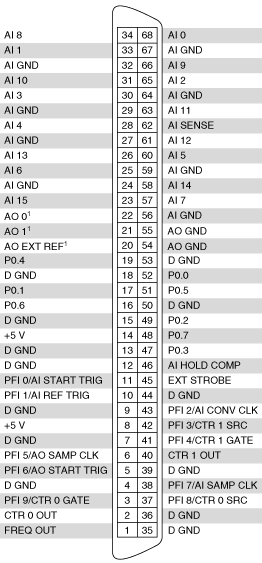 AI 8 34 68 AI 0
AI 1 33 67 AI GND
AI GND 32 66 AI 9
AI 10 31 65 AI 2
AI 3 30 64 AI GND
AI GND 29 63 AI 11
AI 4 28 62 AI SENSE
AI GND 27 61 AI 12
AI 13 26 60 AI 5
AI 6 25 59 AI GND
AI GND 24 58 AI 14
AI 15 23 57 AI 7
AO 0¹ 22 56 AI GND
AO 1¹ 21 55 AO GND
AO EXT REF¹ 20 54 AO GND
P0.4 19 53 D GND
D GND 18 52 P0.0
P0.1 17 51 P0.5
P0.6 16 50 D GND
D GND 15 49 P0.2
+5 V 14 48 P0.7
D GND 13 47 P0.3
D GND 12 46 AI HOLD COMP
PFI 0/AI START TRIG 11 45 EXT STROBE
PFI 1/AI REF TRIG 10 44 D GND
D GND 9 43 PFI 2/AI CONV CLK
+5 V 8 42 PFI 3/CTR 1 SRC
D GND 7 41 PFI 4/CTR 1 GATE
PFI 5/AO SAMP CLK 6 40 CTR 1 OUT
PFI 6/AO START TRIG 5 39 D GND
D GND 4 38 PFI 7/AI SAMP CLK
PFI 9/CTR 0 GATE 3 37 PFI 8/CTR 0 SRC
CTR 0 OUT 2 36 D GND
FREQ OUT 1 35 D GND